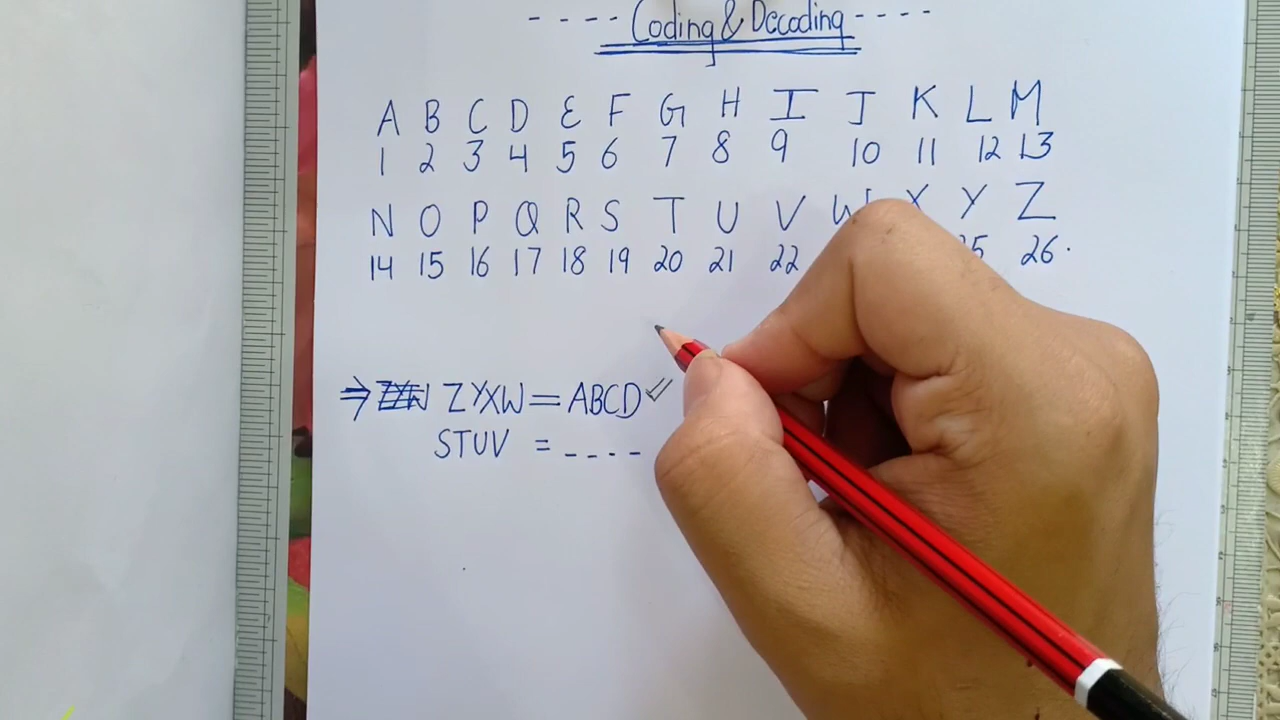 ---- Coding & Decoding ----
A B C D E F G H I J K L M
1 2 3 4 5 6 7 8 9 10 11 12 13
N O P Q R S T U V W X Y Z
14 15 16 17 18 19 20 21 22 25 26.
⇒ ZYXW = ABCD ✓
STUV = ----